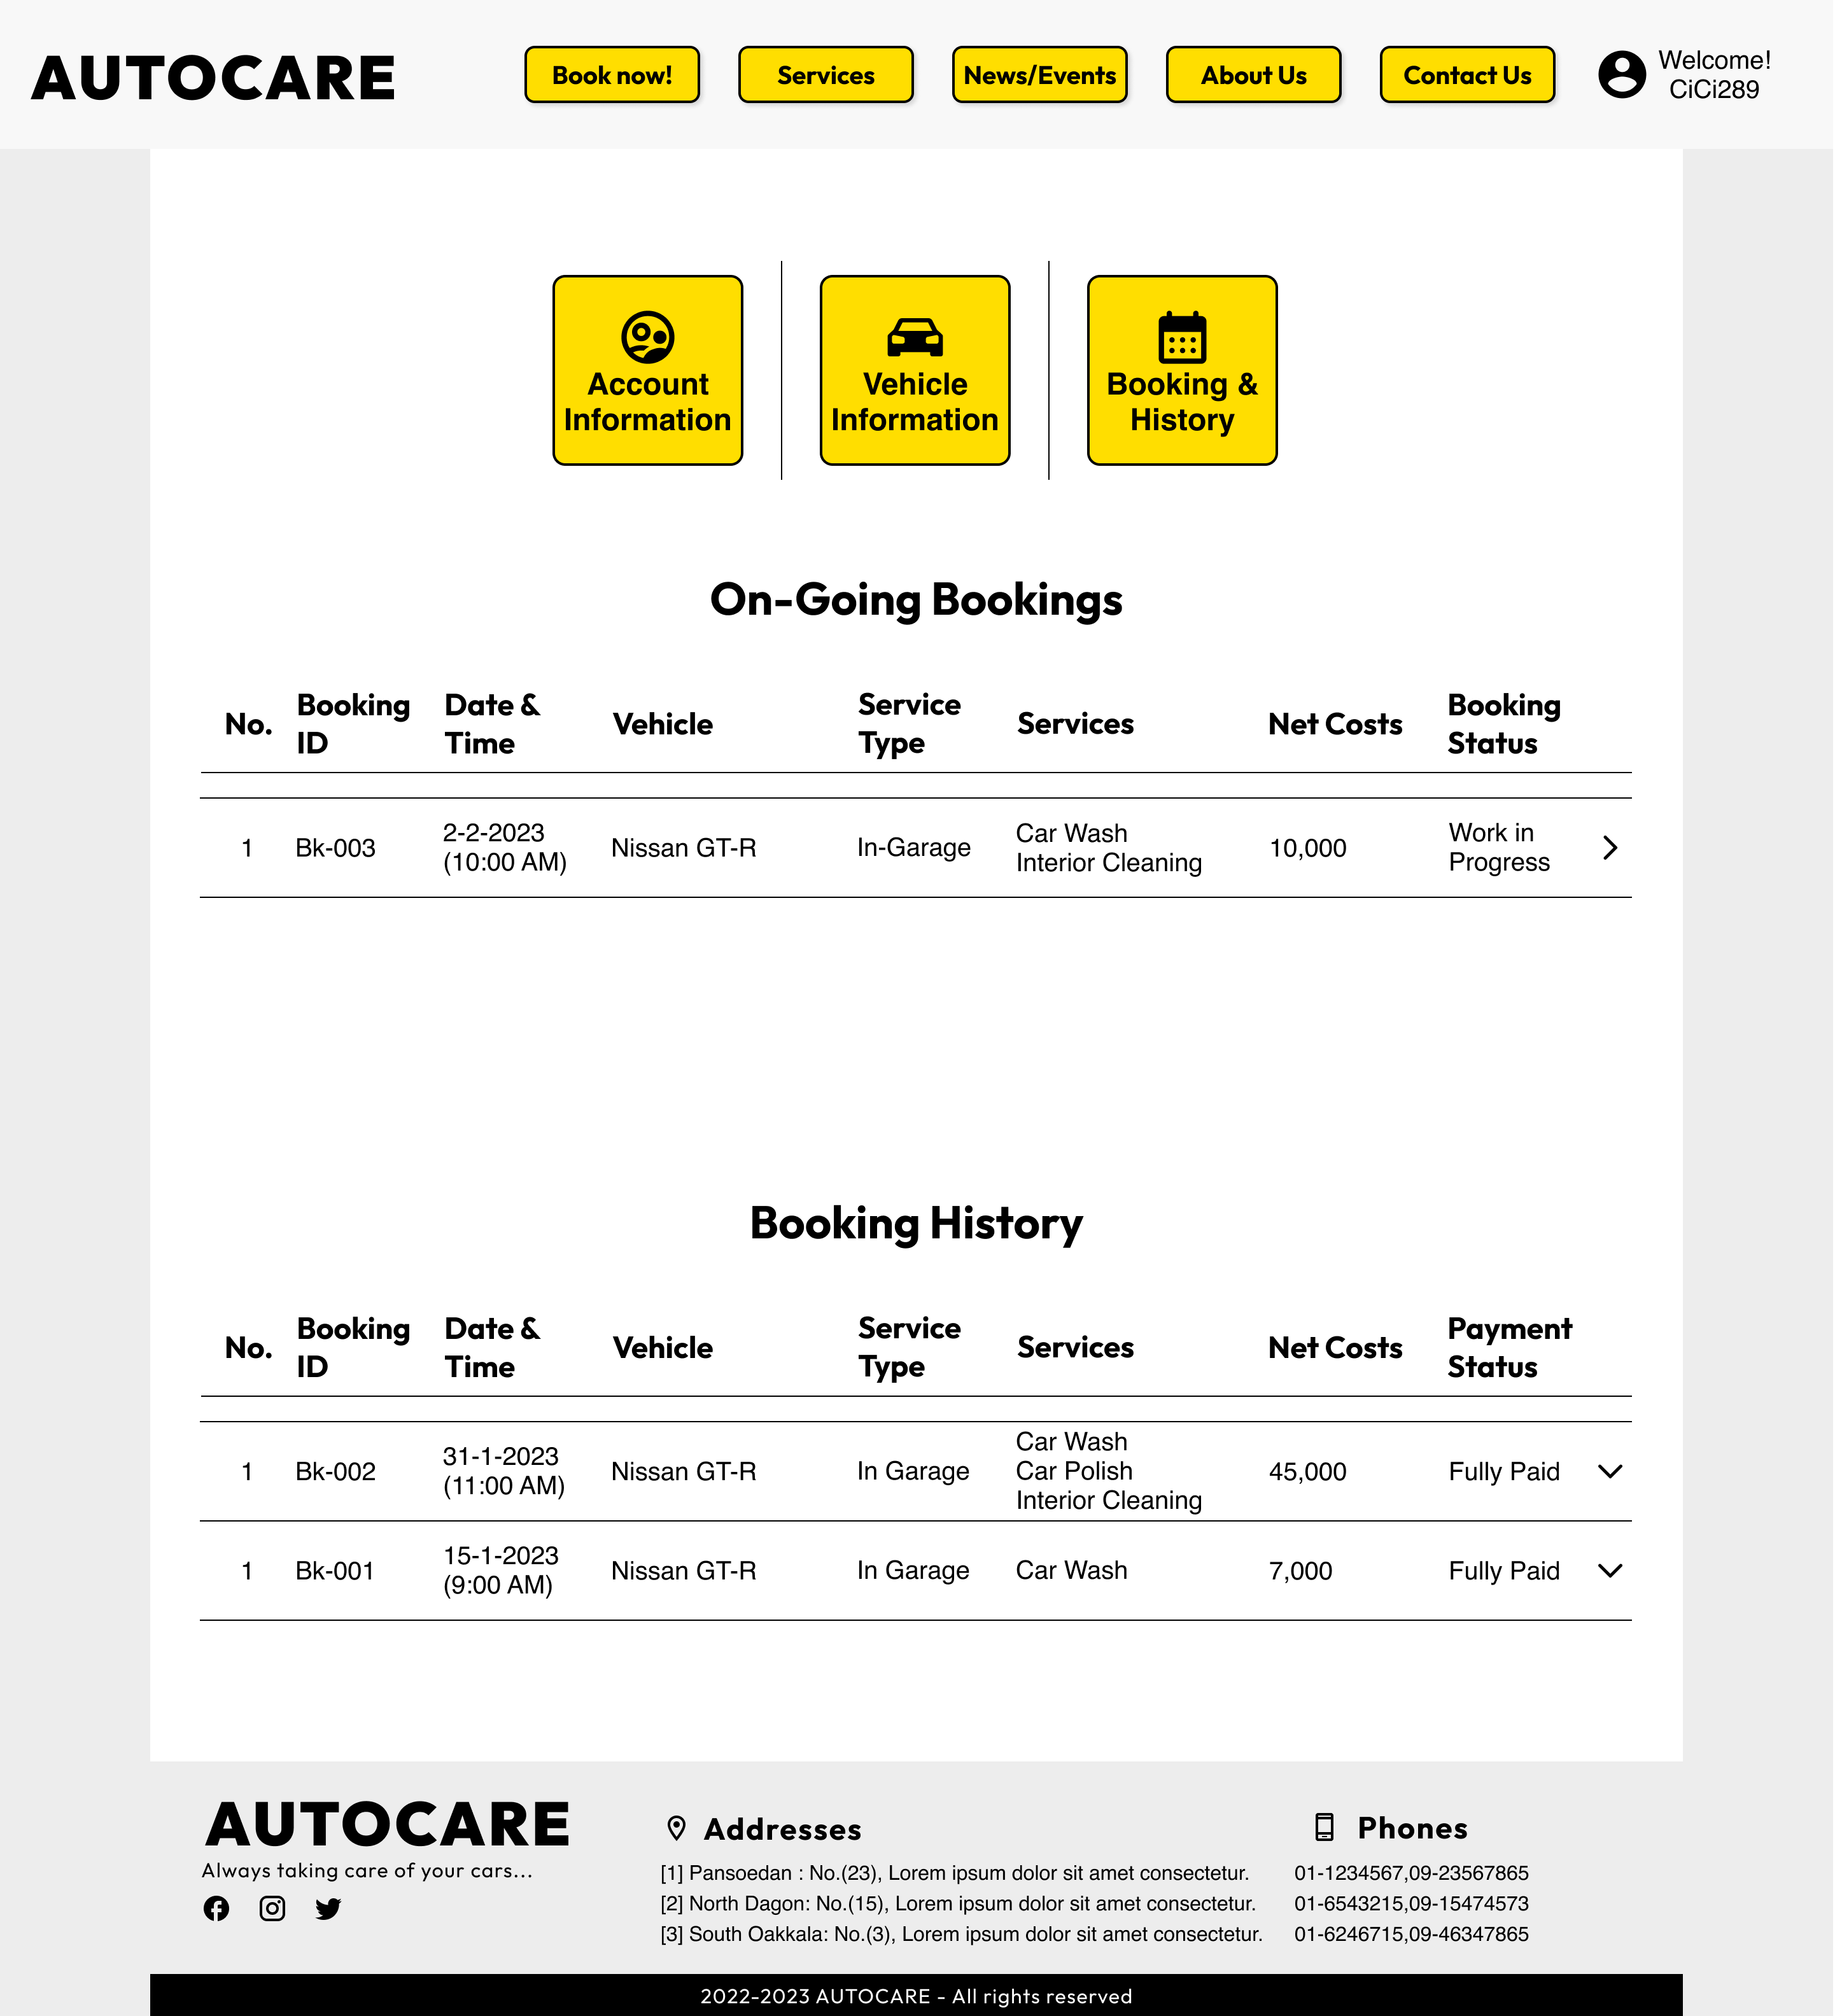 AUTOCARE
Book now!
Services
News/Events
About Us
Contact Us
Welcome!
CiCi289
Account
Information
Vehicle
Information
Booking &
History
On-Going Bookings
No.
Booking
ID
Date &
Time
Vehicle
Service
Type
Services
Net Costs
Booking
Status
1
Bk-003
2-2-2023
(10:00 AM)
Nissan GT-R
In-Garage
Car Wash
Interior Cleaning
10,000
Work in
Progress
Booking History
No.
Booking
ID
Date &
Time
Vehicle
Service
Type
Services
Net Costs
Payment
Status
1
Bk-002
31-1-2023
(11:00 AM)
Nissan GT-R
In Garage
Car Wash
Car Polish
Interior Cleaning
45,000
Fully Paid
1
Bk-001
15-1-2023
(9:00 AM)
Nissan GT-R
In Garage
Car Wash
7,000
Fully Paid
AUTOCARE
Always taking care of your cars...
Addresses
[1] Pansoedan : No.(23), Lorem ipsum dolor sit amet consectetur.
[2] North Dagon: No.(15), Lorem ipsum dolor sit amet consectetur.
[3] South Oakkala: No.(3), Lorem ipsum dolor sit amet consectetur.
Phones
01-1234567,09-23567865
01-6543215,09-15474573
01-6246715,09-46347865
2022-2023 AUTOCARE - All rights reserved